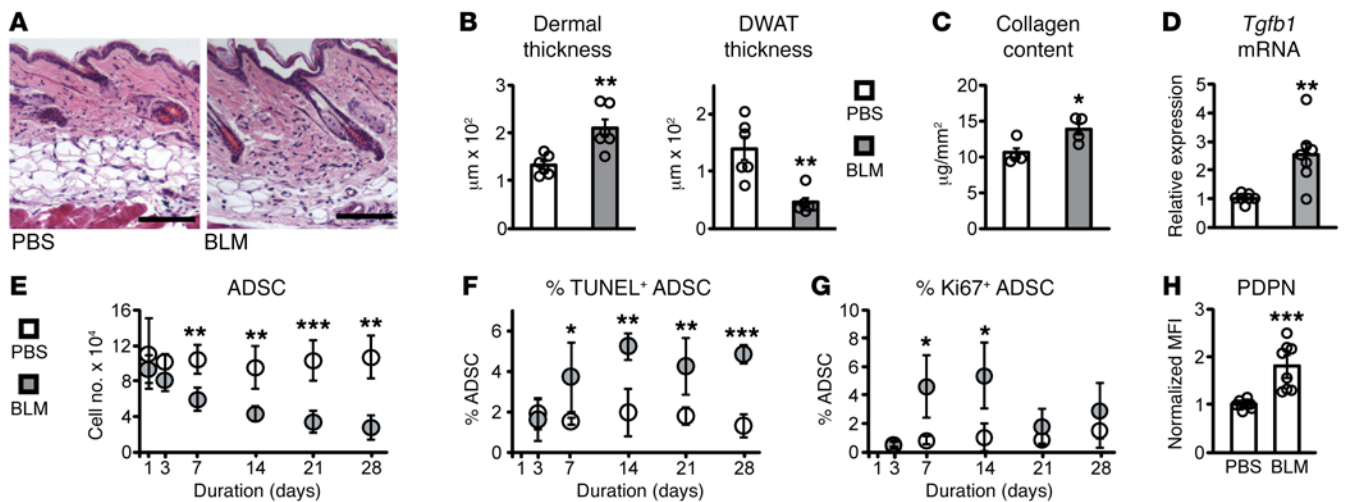 A
PBS
BLM
B
Dermal
thickness
μm x 10²
3
2
1
0
**
DWAT
thickness
μm x 10²
2
1
0
**
PBS
BLM
C
Collagen
content
μg/mm²
20
15
10
5
0
*
D
Tgfb1
mRNA
Relative expression
5
4
3
2
1
0
**
E
ADSC
PBS
BLM
Cell no. x 10⁴
16
12
8
4
0
** ** *** **
1 3 7 14 21 28
Duration (days)
F
% TUNEL⁺ ADSC
% ADSC
6
4
2
0
* ** ** ***
1 3 7 14 21 28
Duration (days)
G
% Ki67⁺ ADSC
% ADSC
10
8
6
4
2
0
* *
1 3 7 14 21 28
Duration (days)
H
PDPN
Normalized MFI
3
2
1
0
***
PBS BLM